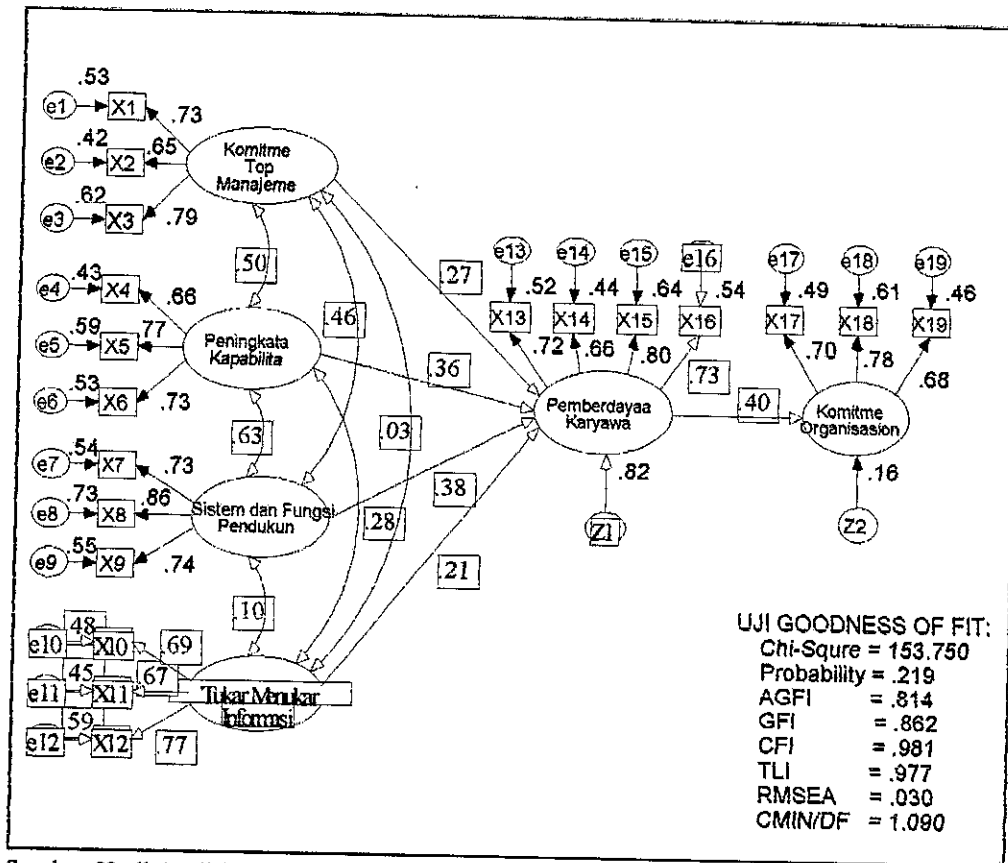 .53
e1 X1 .73
.42
e2 X2 .65
.62
e3 X3 .79
Komitme
Top
Manajeme
.50
.43
e4 X4 .66
.59
e5 X5 .77
.53
e6 X6 .73
Peningkata
Kapabilita
.46
.63
.03
.54
e7 X7 .73
.73
e8 X8 .86
.55
e9 X9 .74
Sistem dan Fungsi
Pendukun
.28
.10
.48
e10 X10 .69
.45
e11 X11 .67
.59
e12 X12 .77
Tukar Menukar
Informasi
.27
.36
.38
.21
e13 e14 e15 e16
.52 .44 .64 .54
X13 X14 X15 X16
.72 .66 .80 .73
Pemberdayaa
Karyawa
.82
Z1
.40
e17 e18 e19
.49 .61 .46
X17 X18 X19
.70 .78 .68
Komitme
Organisasion
.16
Z2
UJI GOODNESS OF FIT:
Chi-Squre = 153.750
Probability = .219
AGFI = .814
GFI = .862
CFI = .981
TLI = .977
RMSEA = .030
CMIN/DF = 1.090